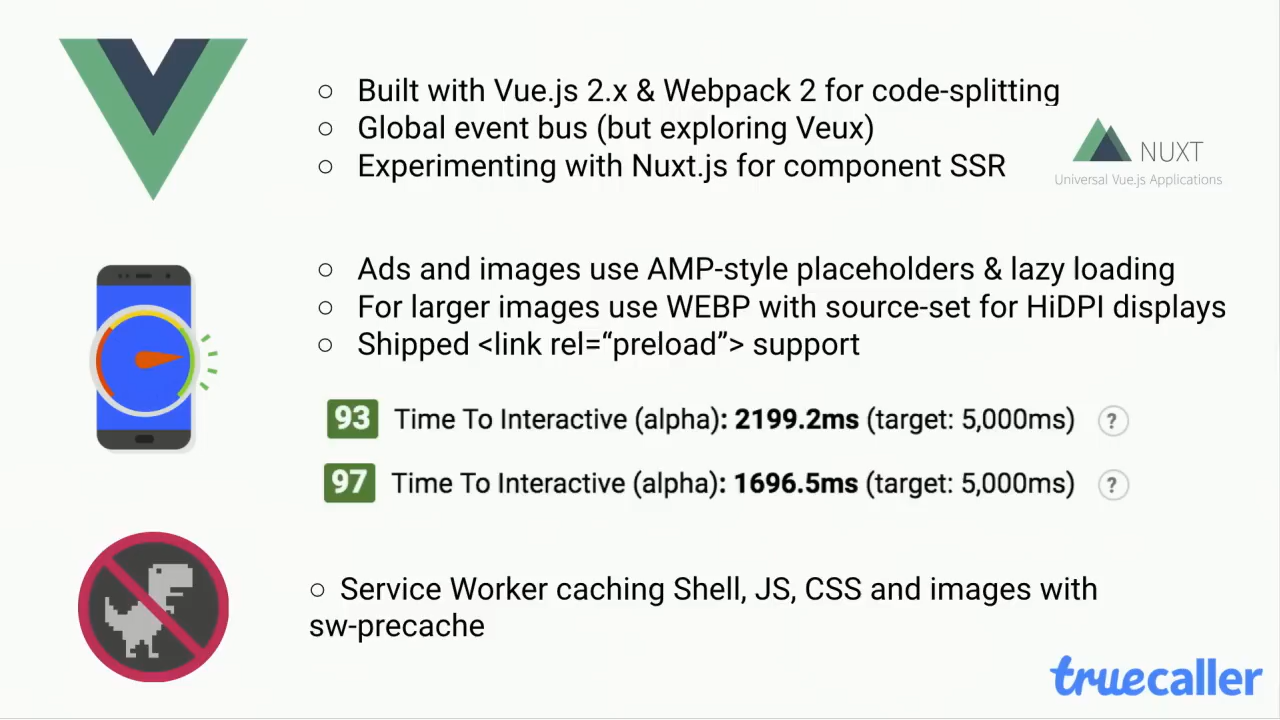 ○ Built with Vue.js 2.x & Webpack 2 for code-splitting
○ Global event bus (but exploring Veux)
○ Experimenting with Nuxt.js for component SSR
NUXT
Universal Vue.js Applications
○ Ads and images use AMP-style placeholders & lazy loading
○ For larger images use WEBP with source-set for HiDPI displays
○ Shipped <link rel=“preload”> support
93 Time To Interactive (alpha): 2199.2ms (target: 5,000ms) ?
97 Time To Interactive (alpha): 1696.5ms (target: 5,000ms) ?
○ Service Worker caching Shell, JS, CSS and images with
sw-precache
truecaller